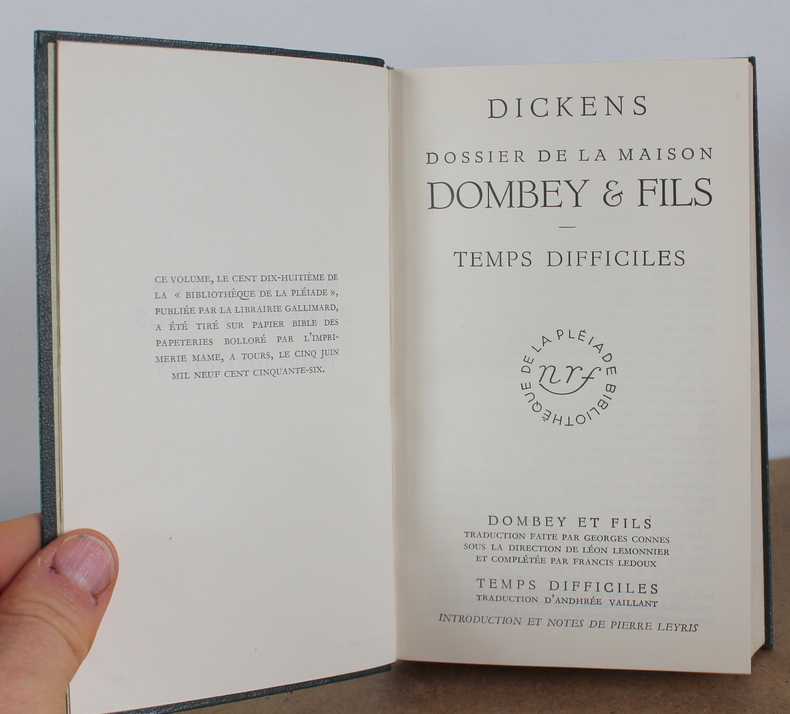 CE VOLUME, LE CENT DIX-HUITIÈME DE
LA « BIBLIOTHÈQUE DE LA PLÉIADE »,
PUBLIÉE PAR LA LIBRAIRIE GALLIMARD,
A ÉTÉ TIRÉ SUR PAPIER BIBLE DES
PAPETERIES BOLLORÉ PAR L'IMPRI-
MERIE MAME, A TOURS, LE CINQ JUIN
MIL NEUF CENT CINQUANTE-SIX.
DICKENS
DOSSIER DE LA MAISON
DOMBEY & FILS
TEMPS DIFFICILES
BIBLIOTHÈQUE DE LA PLÉIADE
nrf
DOMBEY ET FILS
TRADUCTION FAITE PAR GEORGES CONNES
SOUS LA DIRECTION DE LÉON LEMONNIER
ET COMPLÉTÉE PAR FRANCIS LEDOUX
TEMPS DIFFICILES
TRADUCTION D'ANDHRÉE VAILLANT
INTRODUCTION ET NOTES DE PIERRE LEYRIS